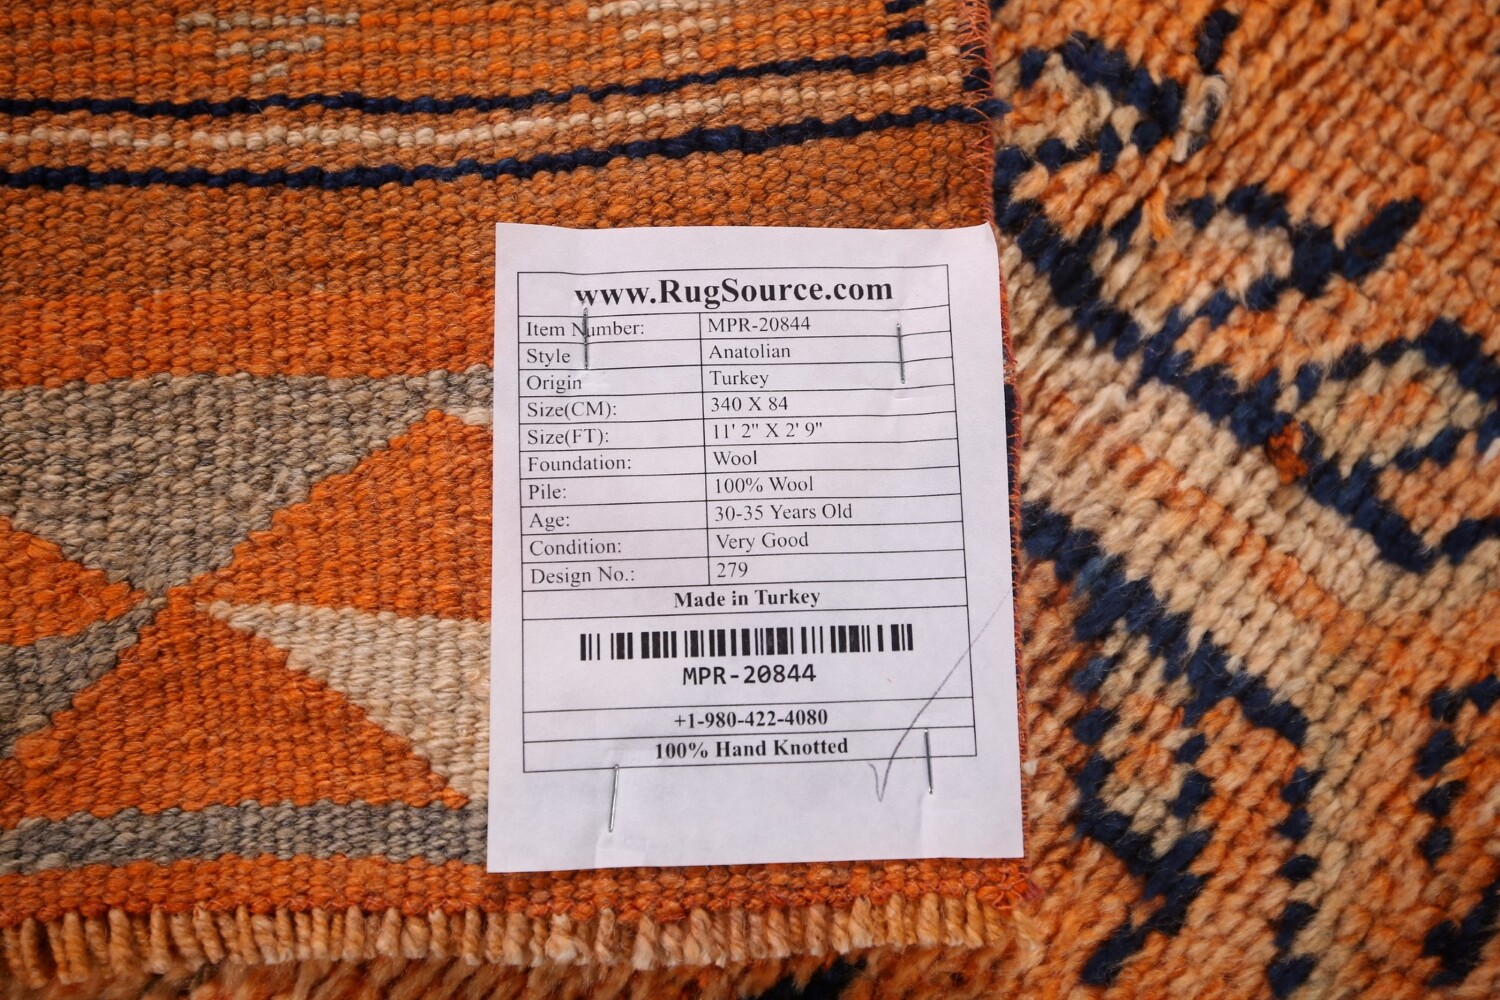 www.RugSource.com
Item Number: MPR-20844
Style Anatolian
Origin Turkey
Size(CM): 340 X 84
Size(FT): 11' 2" X 2' 9"
Foundation: Wool
Pile: 100% Wool
Age: 30-35 Years Old
Condition: Very Good
Design No.: 279
Made in Turkey
MPR-20844
+1-980-422-4080
100% Hand Knotted